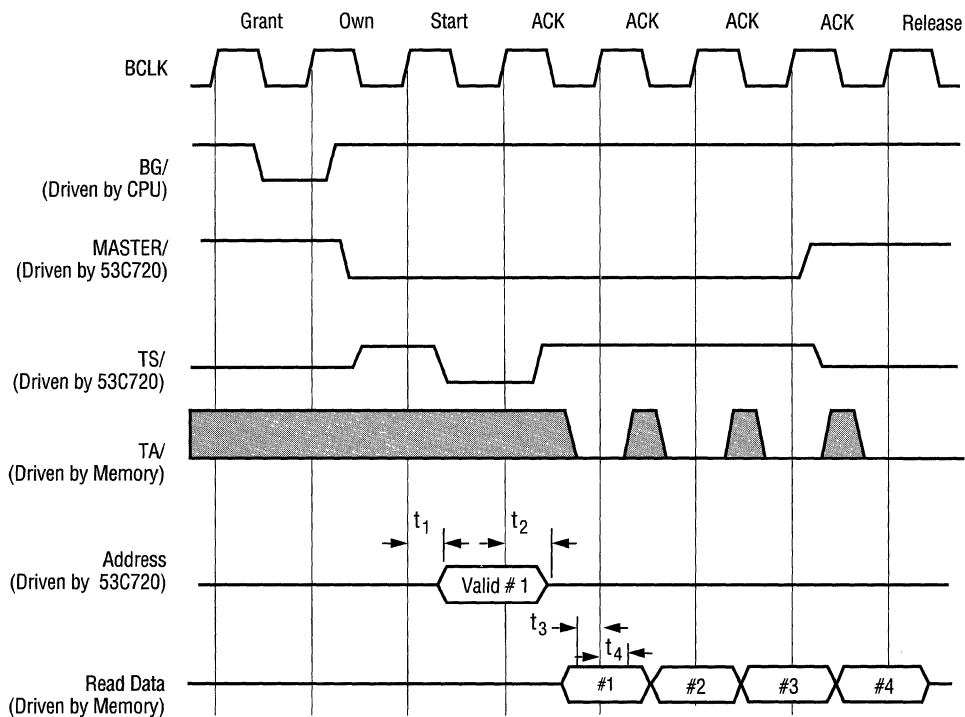 Grant Own Start ACK ACK ACK ACK Release
BCLK
BG/
(Driven by CPU)
MASTER/
(Driven by 53C720)
TS/
(Driven by 53C720)
TA/
(Driven by Memory)
t1 t2
Address
(Driven by 53C720)
Valid # 1
t3
t4
Read Data
(Driven by Memory)
#1 #2 #3 #4